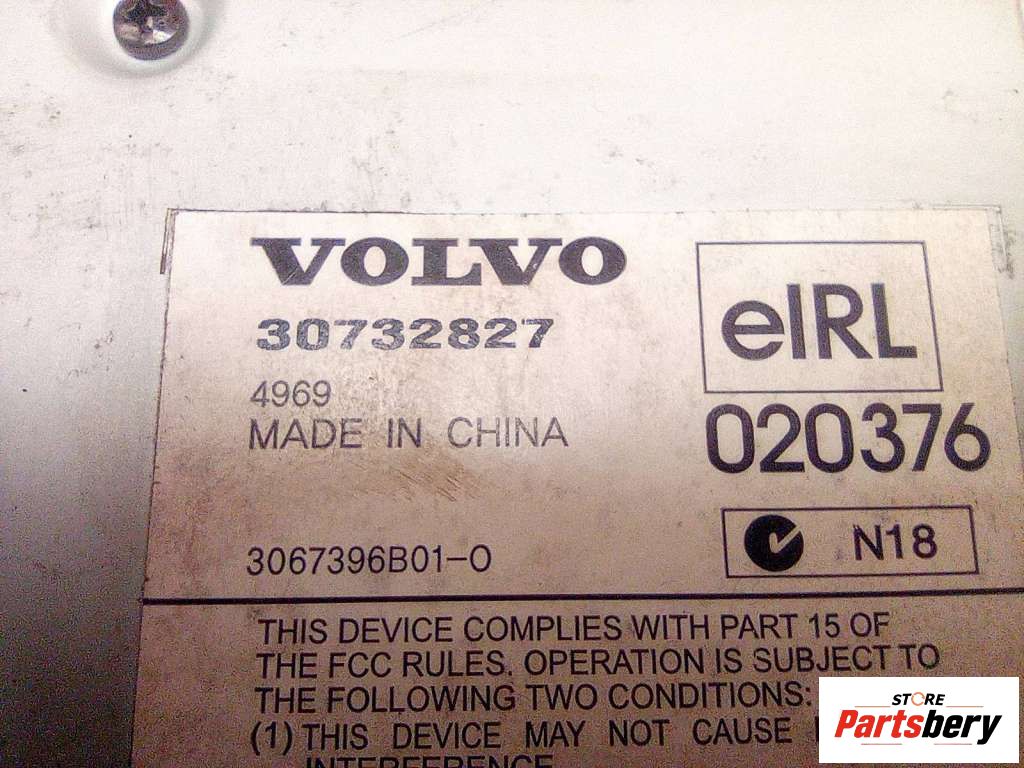 VOLVO
30732827
4969
MADE IN CHINA
3067396B01-O
eIRL
020376
N18
THIS DEVICE COMPLIES WITH PART 15 OF
THE FCC RULES. OPERATION IS SUBJECT TO
THE FOLLOWING TWO CONDITIONS:
(1) THIS DEVICE MAY NOT CAUSE
INTERFERENCE
STORE
Partsbery